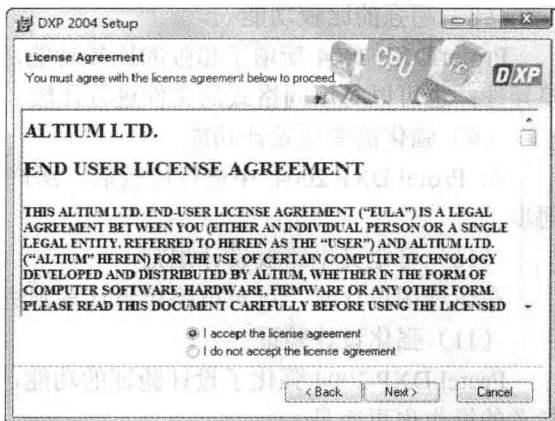 DXP 2004 Setup
License Agreement
You must agree with the license agreement below to proceed.
CPU
DXP
ALTIUM LTD.
END USER LICENSE AGREEMENT
THIS ALTIUM LTD. END-USER LICENSE AGREEMENT (“EULA”) IS A LEGAL
AGREEMENT BETWEEN YOU (EITHER AN INDIVIDUAL PERSON OR A SINGLE
LEGAL ENTITY, REFERRED TO HEREIN AS THE “USER”) AND ALTIUM LTD.
(“ALTIUM” HEREIN) FOR THE USE OF CERTAIN COMPUTER TECHNOLOGY
DEVELOPED AND DISTRIBUTED BY ALTIUM, WHETHER IN THE FORM OF
COMPUTER SOFTWARE, HARDWARE, FIRMWARE OR ANY OTHER FORM.
PLEASE READ THIS DOCUMENT CAREFULLY BEFORE USING THE LICENSED
I accept the license agreement
I do not accept the license agreement
< Back
Next >
Cancel